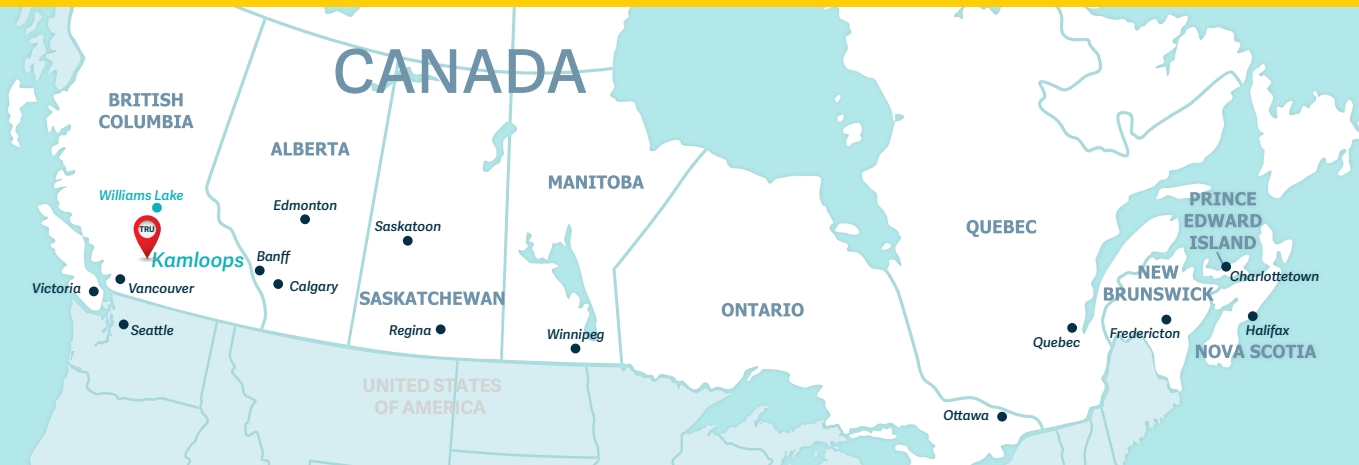 CANADA
BRITISH
COLUMBIA
ALBERTA
MANITOBA
Williams Lake
TRU
Kamloops
Edmonton
Saskatoon
Banff
Calgary
Victoria
Vancouver
Seattle
SASKATCHEWAN
Regina
Winnipeg
ONTARIO
QUEBEC
PRINCE
EDWARD
ISLAND
Charlottetown
NEW
BRUNSWICK
Fredericton
Quebec
Halifax
NOVA SCOTIA
UNITED STATES
OF AMERICA
Ottawa